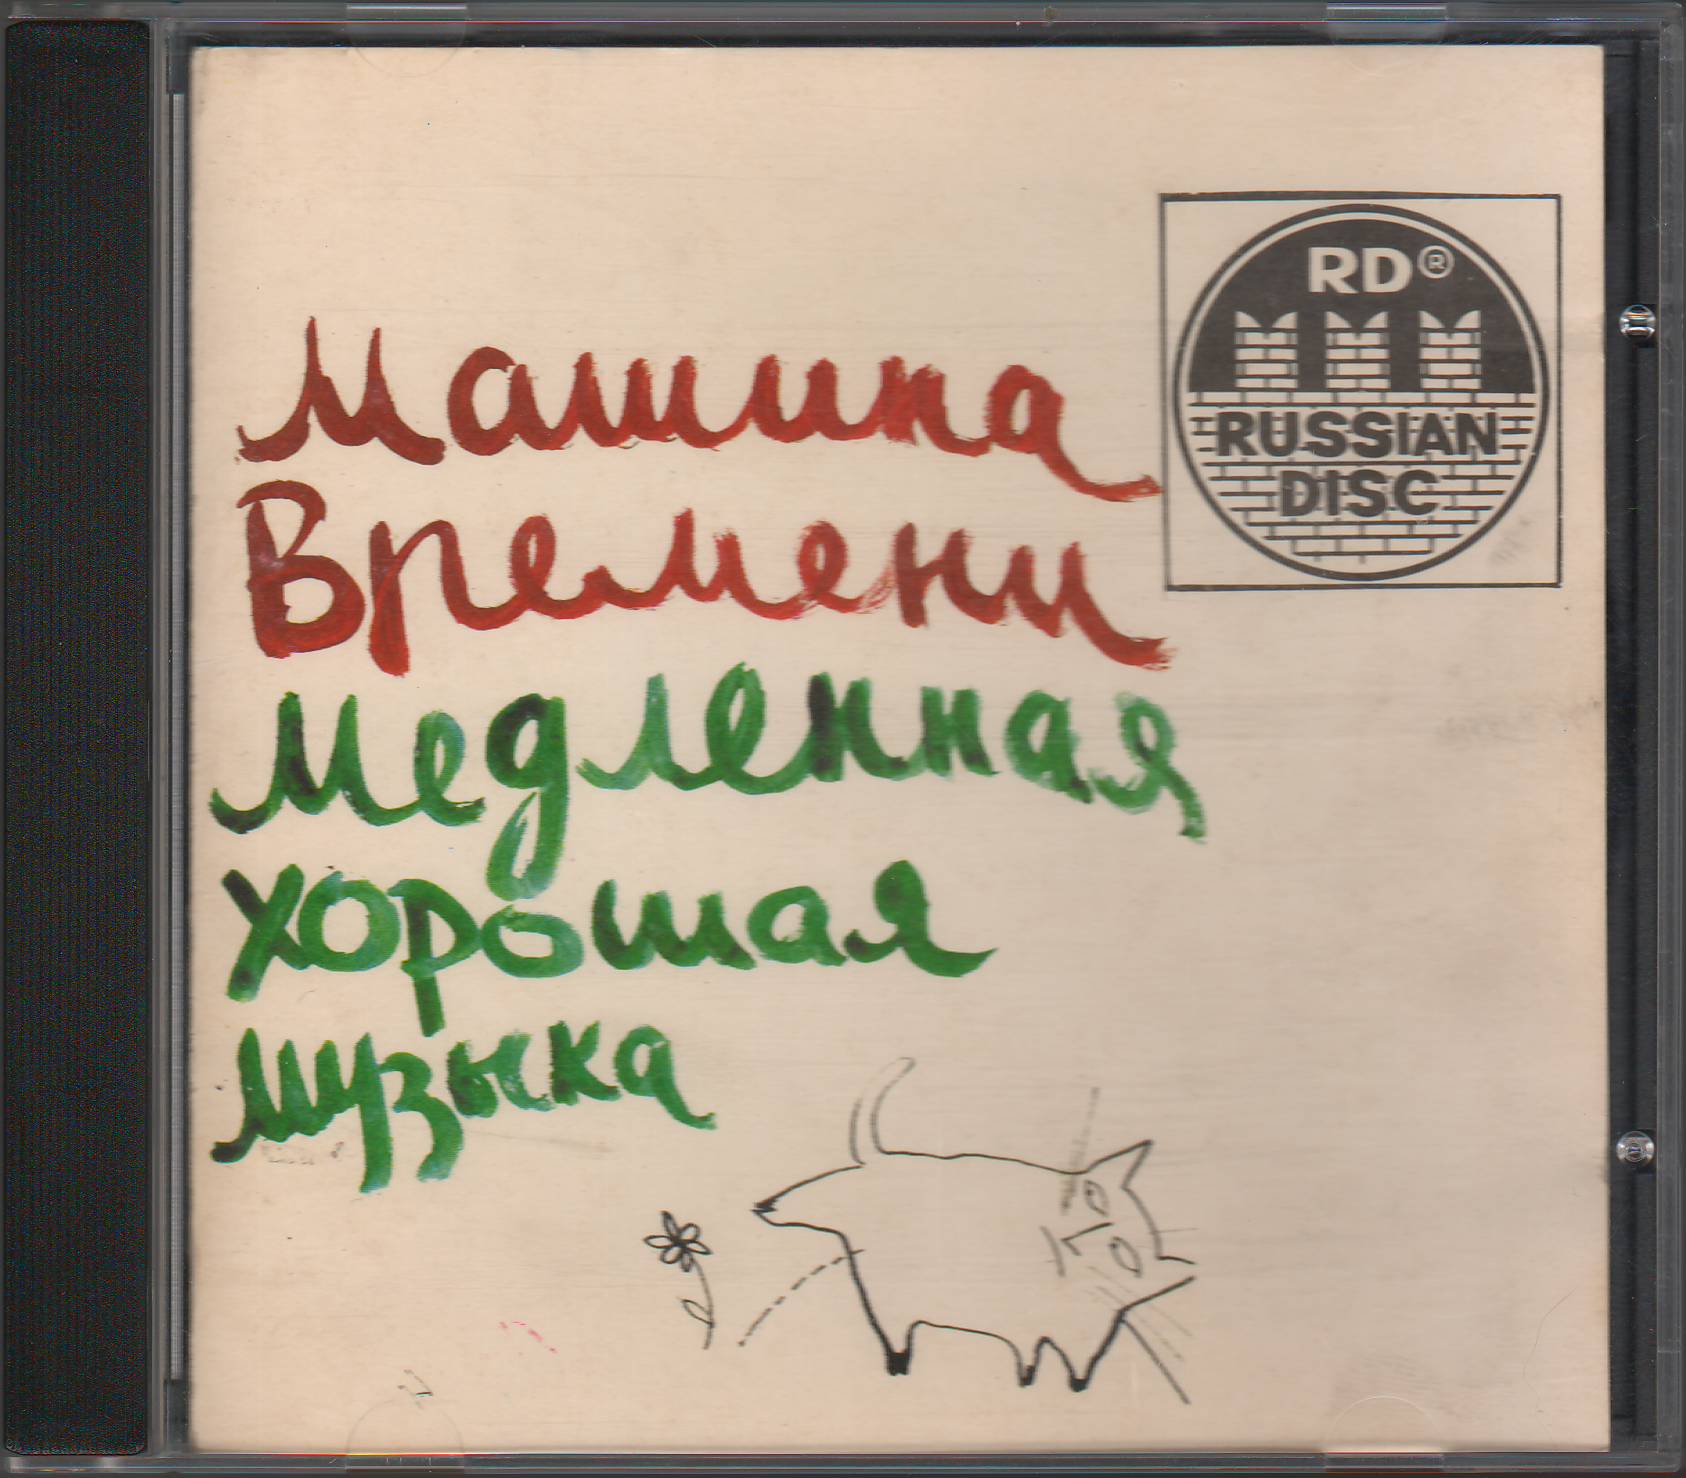 RD®
RUSSIAN
DISC
Машина
Времени
медленная
хорошая
музыка